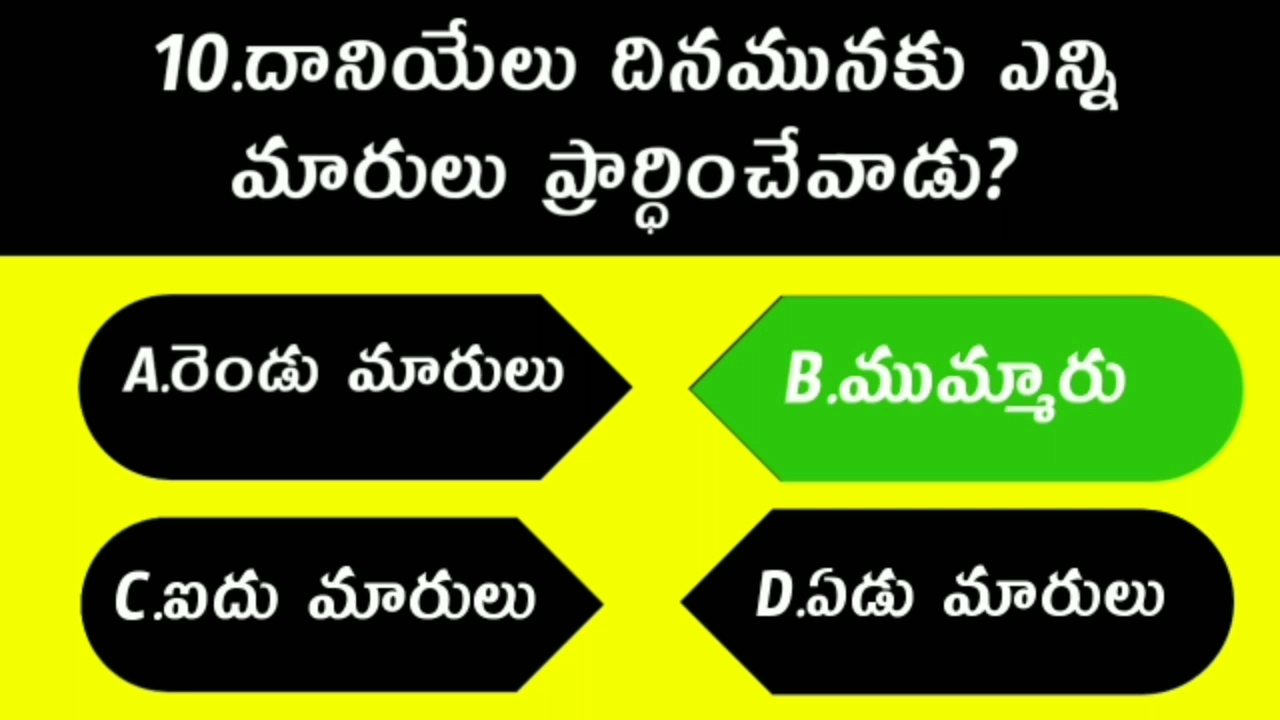 10.దానియేలు దినమునకు ఎన్ని
మారులు ప్రార్ధించేవాడు?
A.రెండు మారులు
B.ముమ్మారు
C.ఐదు మారులు
D.ఏడు మారులు